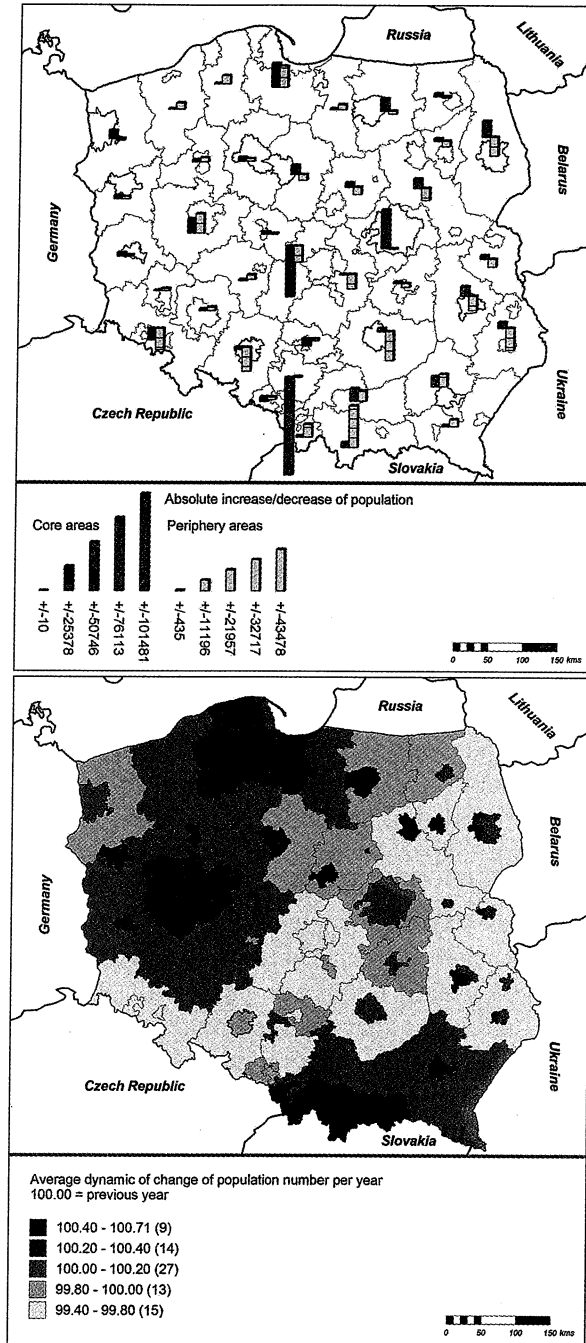 Lithuania
Russia
Belarus
Germany
Ukraine
Czech Republic
Slovakia
Absolute increase/decrease of population
Core areas
Periphery areas
+/-10
+/-25378
+/-50746
+/-76113
+/-101481
+/-435
+/-11196
+/-21957
+/-32717
+/-43478
0 50 100 150 kms
Lithuania
Russia
Belarus
Germany
Ukraine
Czech Republic
Slovakia
Average dynamic of change of population number per year
100.00 = previous year
100.40 - 100.71 (9)
100.20 - 100.40 (14)
100.00 - 100.20 (27)
99.80 - 100.00 (13)
99.40 - 99.80 (15)
0 50 100 150 kms